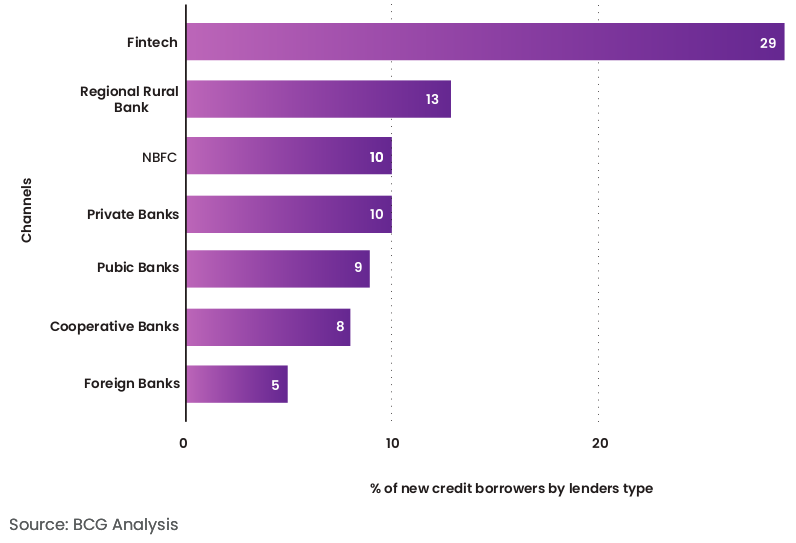 Fintech
29
Regional Rural
Bank
13
NBFC
10
Private Banks
10
Pubic Banks
9
Cooperative Banks
8
Foreign Banks
5
Channels
0 10 20
% of new credit borrowers by lenders type
Source: BCG Analysis